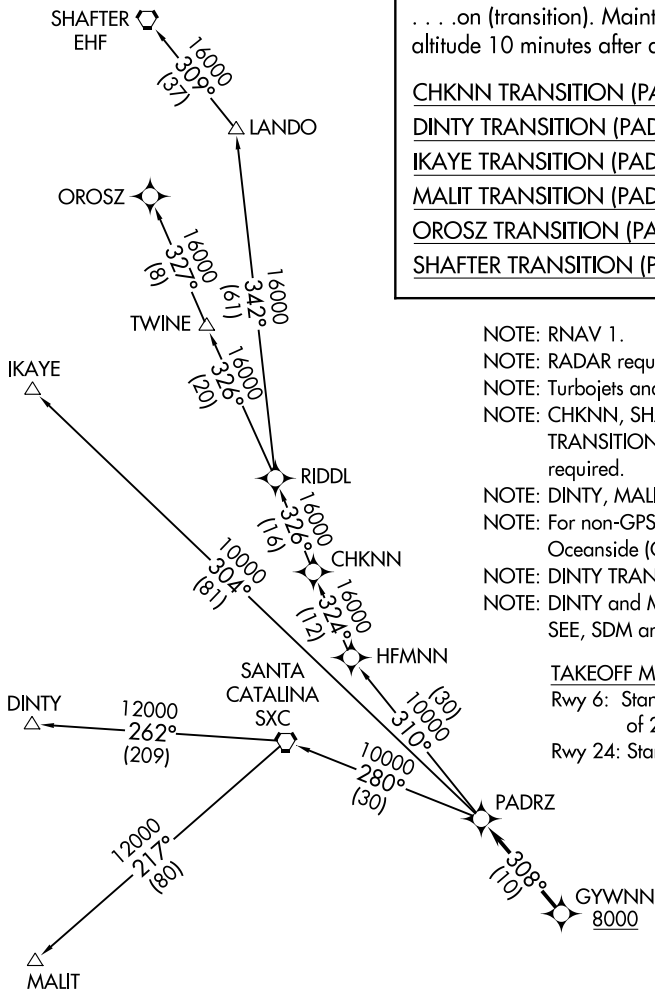 . . . .on (transition). Maint
altitude 10 minutes after d
CHKNN TRANSITION (PA
DINTY TRANSITION (PAD
IKAYE TRANSITION (PAD
MALIT TRANSITION (PAD
OROSZ TRANSITION (PA
SHAFTER TRANSITION (P
SHAFTER
EHF
16000
309°
(37)
LANDO
OROSZ
16000
327°
(8)
16000
342°
(61)
TWINE
16000
326°
(20)
IKAYE
RIDDL
16000
326°
(16)
CHKNN
10000
304°
(81)
16000
324°
(12)
HFMNN
SANTA
CATALINA
SXC
(30)
10000
310°
DINTY
12000
262°
(209)
10000
280°
(30)
PADRZ
12000
217°
(80)
308°
(10)
GYWNN
8000
MALIT
NOTE: RNAV 1.
NOTE: RADAR requ
NOTE: Turbojets and
NOTE: CHKNN, SHA
TRANSITION
required.
NOTE: DINTY, MALI
NOTE: For non-GPS
Oceanside (O
NOTE: DINTY TRAN
NOTE: DINTY and M
SEE, SDM an
TAKEOFF M
Rwy 6: Stan
of 2
Rwy 24: Stan